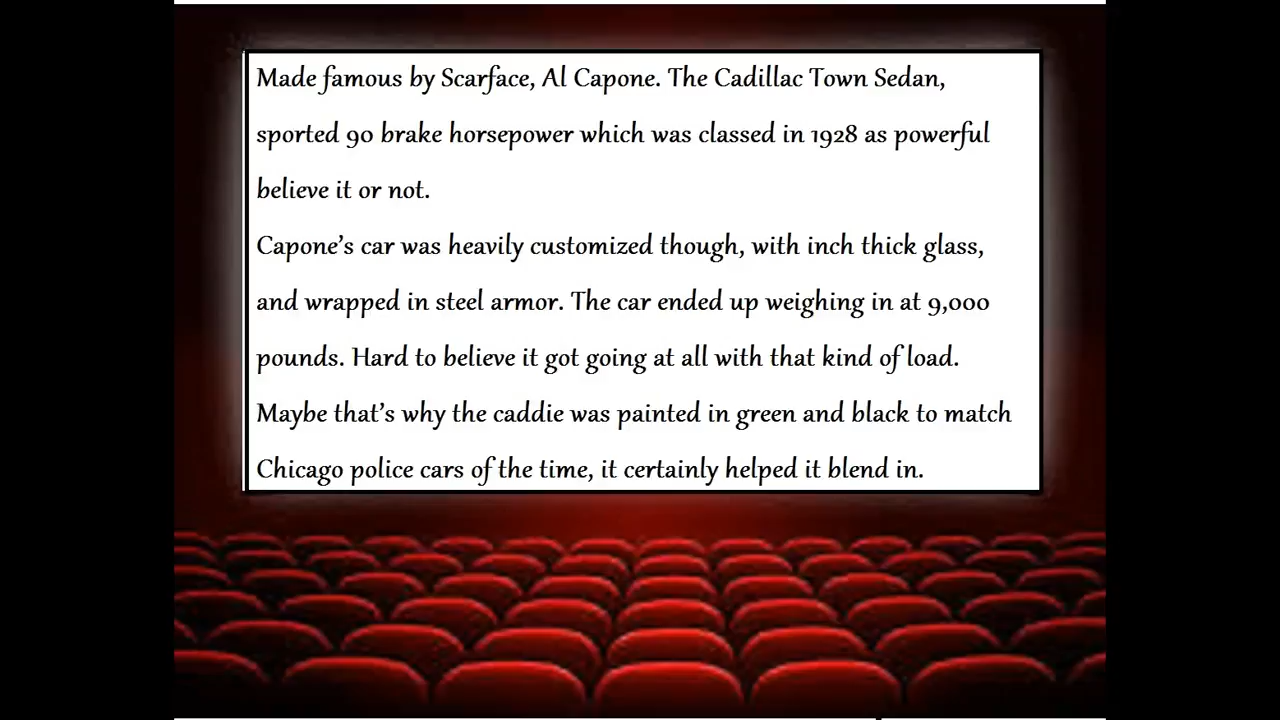 Made famous by Scarface, Al Capone. The Cadillac Town Sedan,
sported 90 brake horsepower which was classed in 1928 as powerful
believe it or not.
Capone’s car was heavily customized though, with inch thick glass,
and wrapped in steel armor. The car ended up weighing in at 9,000
pounds. Hard to believe it got going at all with that kind of load.
Maybe that’s why the caddie was painted in green and black to match
Chicago police cars of the time, it certainly helped it blend in.